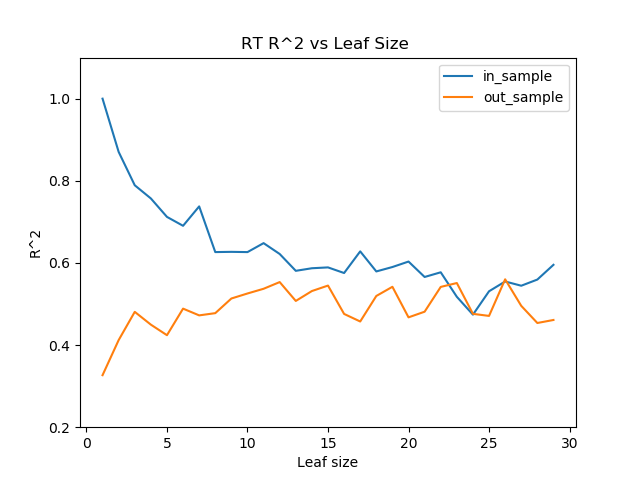 RT R^2 vs Leaf Size
in_sample
out_sample
1.0
0.8
0.6
0.4
0.2
R^2
0 5 10 15 20 25 30
Leaf size